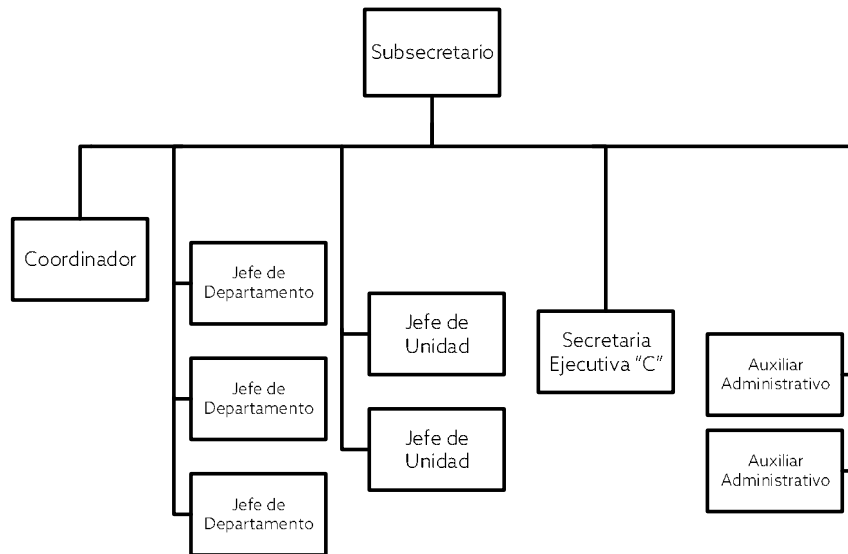 Subsecretario
Coordinador
Jefe de
Departamento
Jefe de
Departamento
Jefe de
Departamento
Jefe de
Unidad
Jefe de
Unidad
Secretaria
Ejecutiva “C”
Auxiliar
Administrativo
Auxiliar
Administrativo